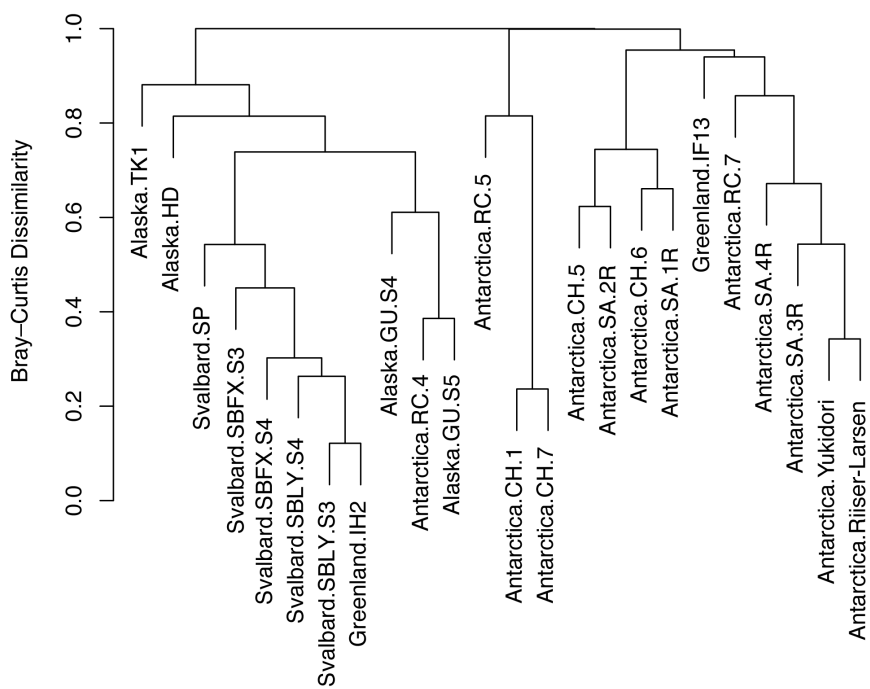 Bray–Curtis Dissimilarity
1.0
0.8
0.6
0.4
0.2
0.0
Alaska.TK1
Alaska.HD
Svalbard.SP
Svalbard.SBFX.S3
Svalbard.SBFX.S4
Svalbard.SBLY.S4
Svalbard.SBLY.S3
Greenland.IH2
Alaska.GU.S4
Antarctica.RC.4
Alaska.GU.S5
Antarctica.RC.5
Antarctica.CH.1
Antarctica.CH.7
Antarctica.CH.5
Antarctica.SA.2R
Antarctica.CH.6
Antarctica.SA.1R
Greenland.IF13
Antarctica.RC.7
Antarctica.SA.4R
Antarctica.SA.3R
Antarctica.Yukidori
Antarctica.Riiser-Larsen